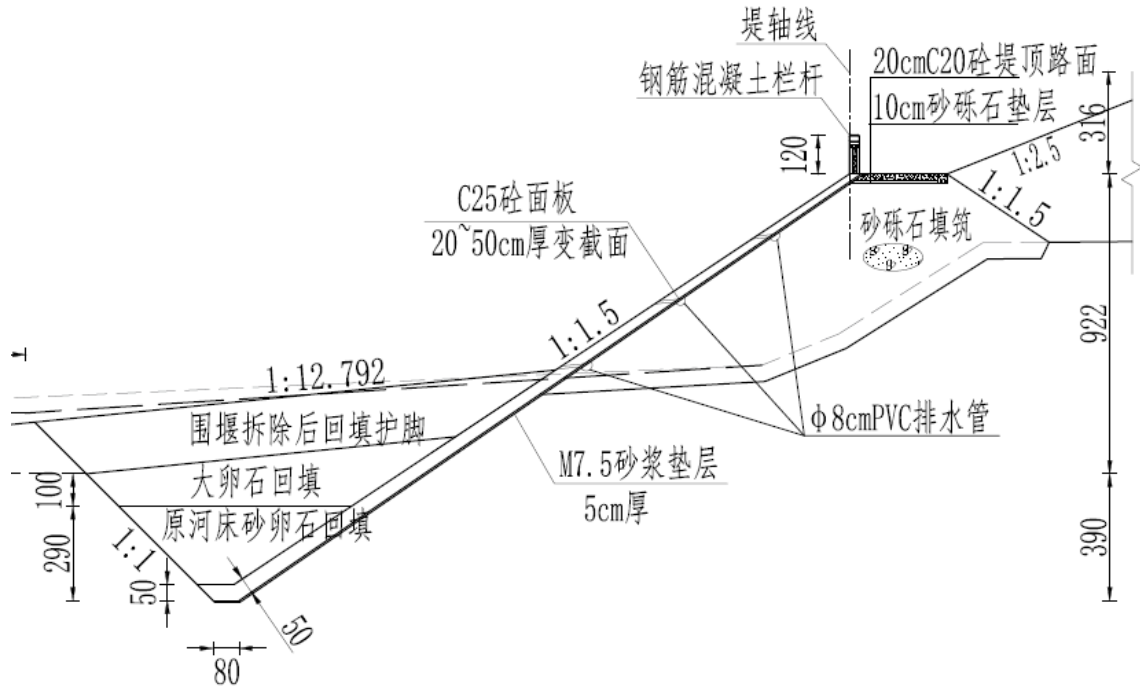 堤轴线
20cmC20砼堤顶路面
钢筋混凝土栏杆
10cm砂砾石垫层
316
120
1:2.5
1:1.5
C25砼面板
20~50cm厚变截面
砂砾石填筑
922
1:1.5
1:12.792
围堰拆除后回填护脚
φ8cmPVC排水管
M7.5砂浆垫层
5cm厚
大卵石回填
100
原河床砂卵石回填
1:1
290
390
50
50
80